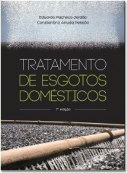 Eduardo Pacheco Jordão
Constantino Arruda Pessôa
TRATAMENTO
DE ESGOTOS
DOMÉSTICOS
7ª edição